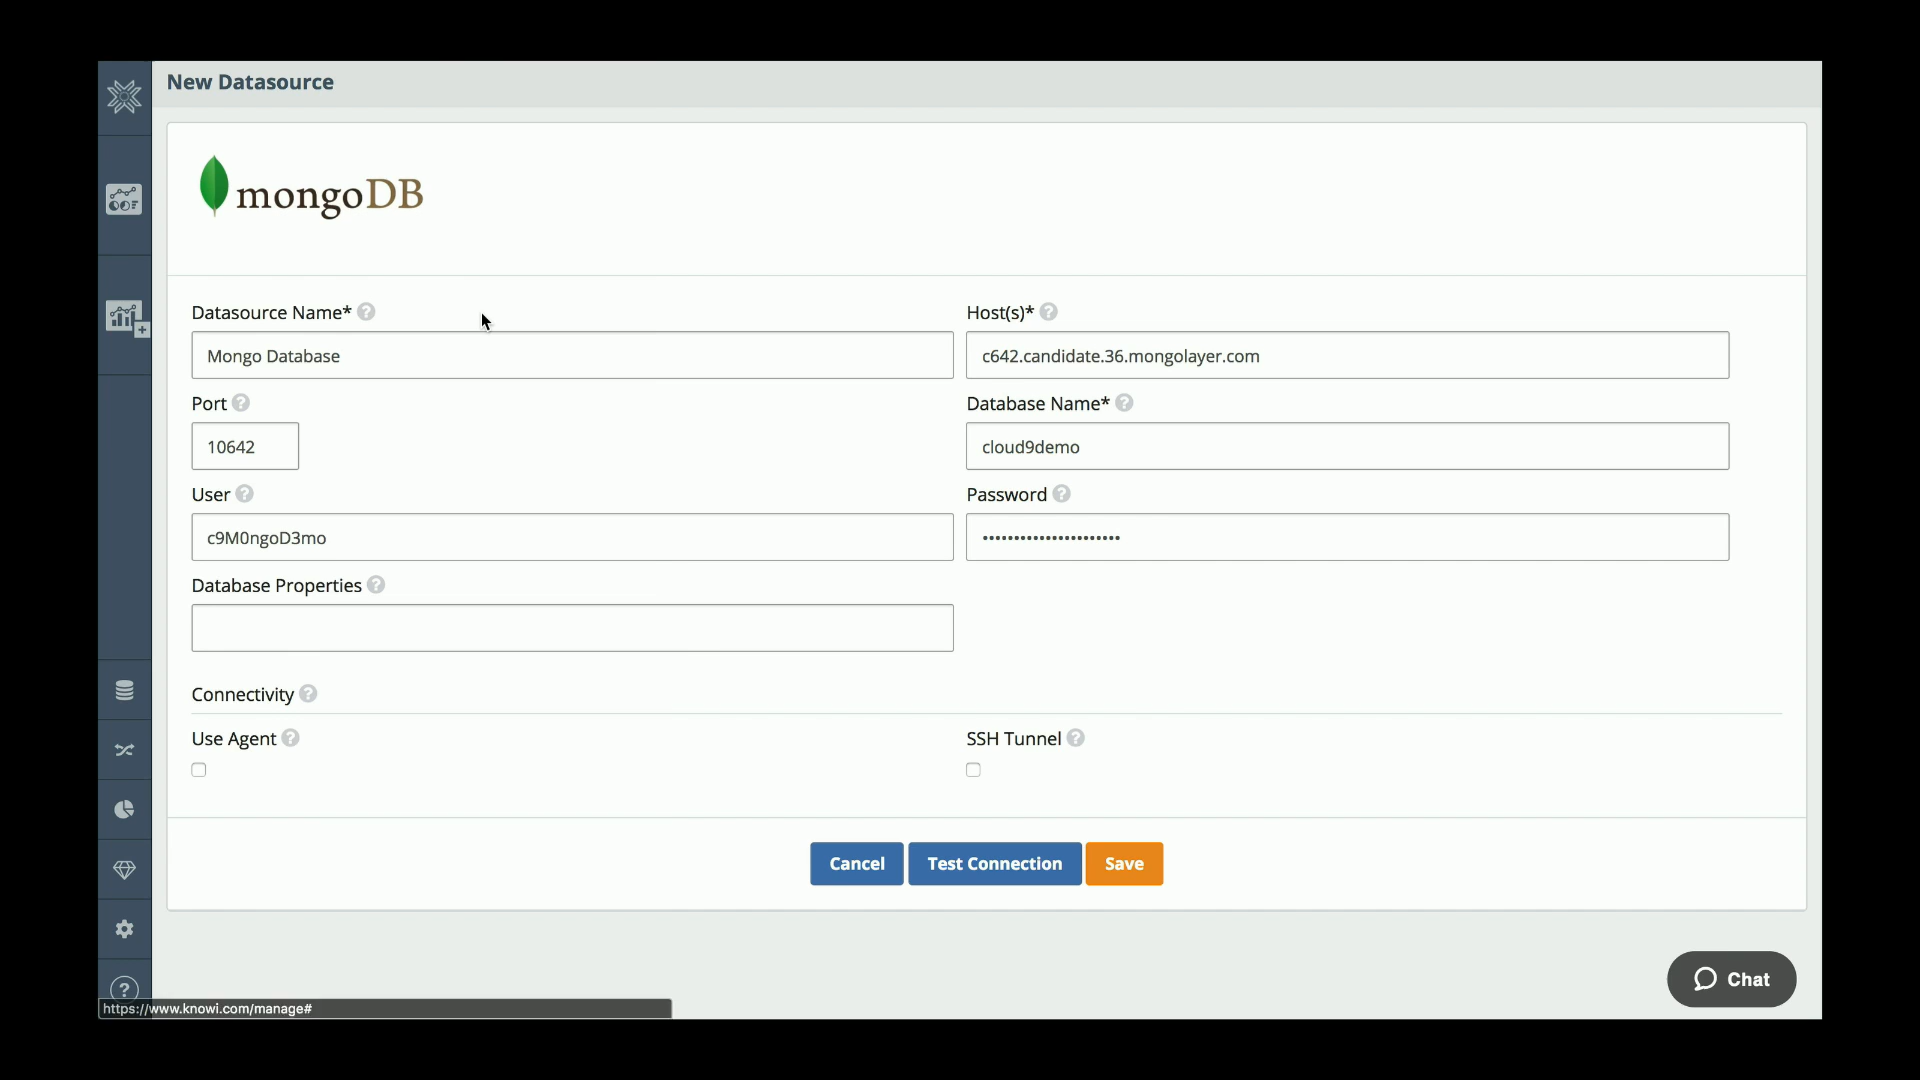 New Datasource
mongoDB
Datasource Name* ?
Host(s)* ?
Mongo Database
c642.candidate.36.mongolayer.com
Port ?
Database Name* ?
10642
cloud9demo
User ?
Password ?
c9M0ngoD3mo
••••••••••••••••••••••
Database Properties ?
Connectivity ?
Use Agent ?
SSH Tunnel ?
Cancel
Test Connection
Save
Chat
?
https://www.knowi.com/manage#